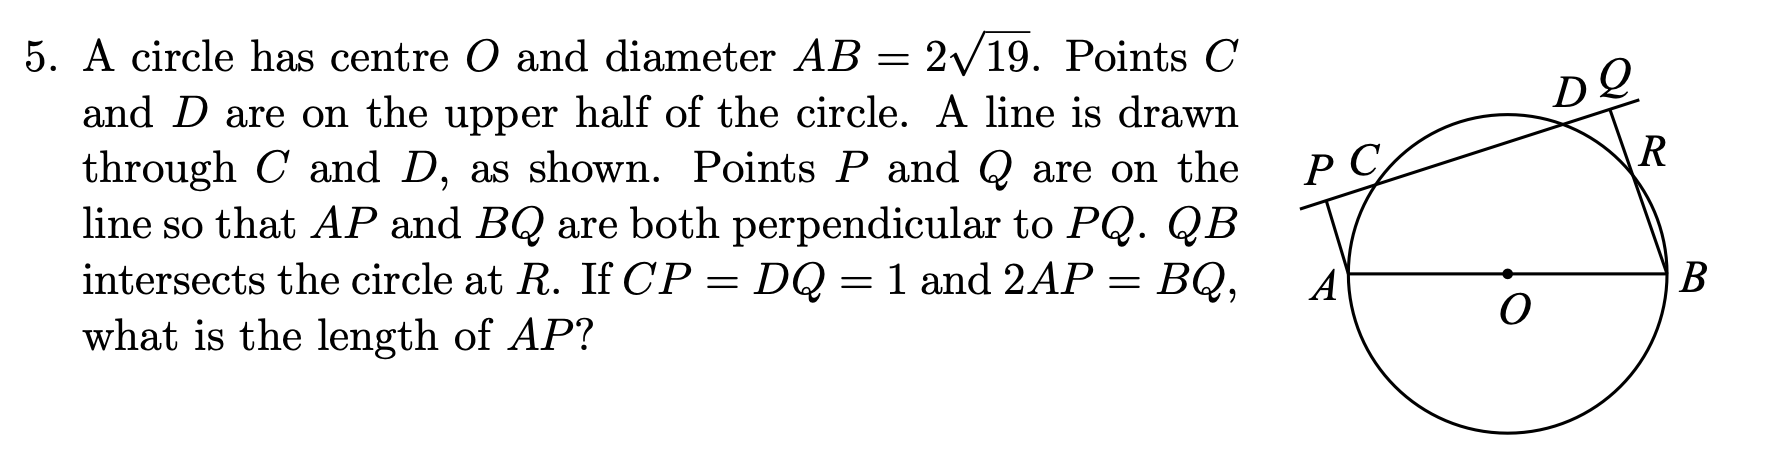 5. A circle has centre O and diameter AB = 2√19. Points C
and D are on the upper half of the circle. A line is drawn
through C and D, as shown. Points P and Q are on the
line so that AP and BQ are both perpendicular to PQ. QB
intersects the circle at R. If CP = DQ = 1 and 2AP = BQ,
what is the length of AP?
D Q
P C
R
A
B
O